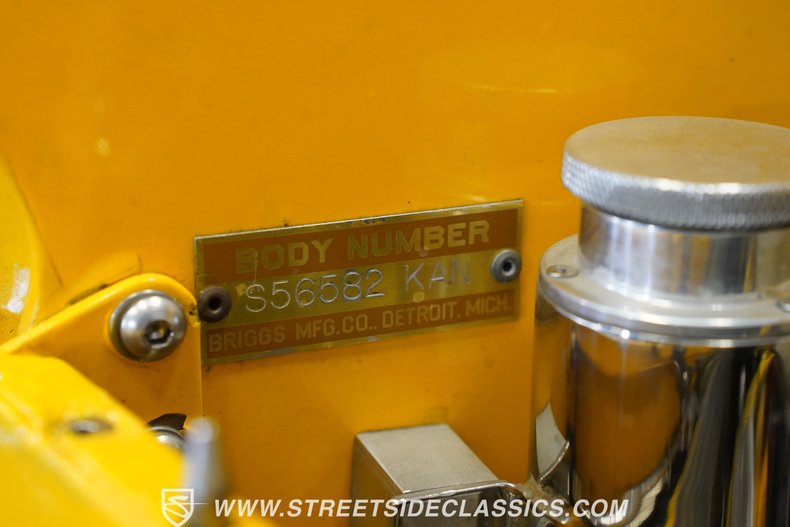 BODY NUMBER
S56582 KAN
BRIGGS MFG.CO., DETROIT, MICH.
WWW.STREETSIDECLASSICS.COM